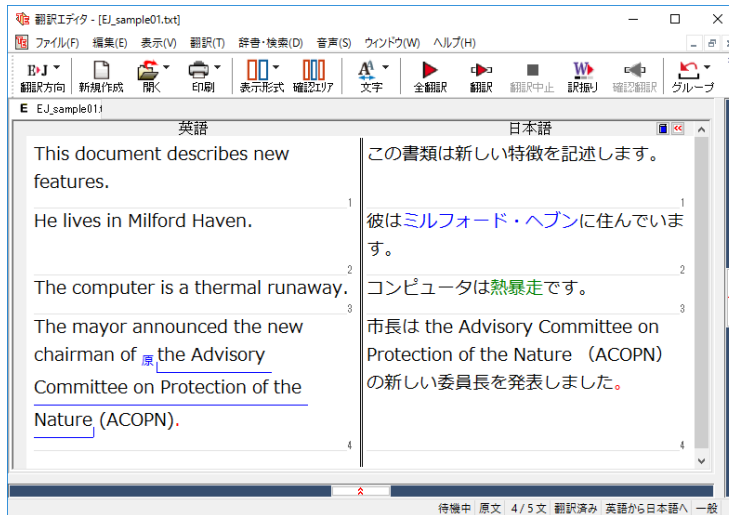 翻訳エディタ - [EJ_sample01.txt]
ファイル(F) 編集(E) 表示(V) 翻訳(T) 辞書・検索(D) 音声(S) ウィンドウ(W) ヘルプ(H)
翻訳方向 新規作成 開く 印刷 表示形式 確認エリア 文字 全翻訳 翻訳 翻訳中止 訳振り 確認翻訳 グループ
E EJ_sample01.t
英語 日本語
This document describes new
features.
1
この書類は新しい特徴を記述します。
1
He lives in Milford Haven.
2
彼はミルフォード・ヘブンに住んでいま
す。
2
The computer is a thermal runaway.
3
コンピュータは熱暴走です。
3
The mayor announced the new
chairman of 原 the Advisory
Committee on Protection of the
Nature (ACOPN).
4
市長は the Advisory Committee on
Protection of the Nature （ACOPN）
の新しい委員長を発表しました。
4
待機中 原文 4/5文 翻訳済み 英語から日本語へ 一般